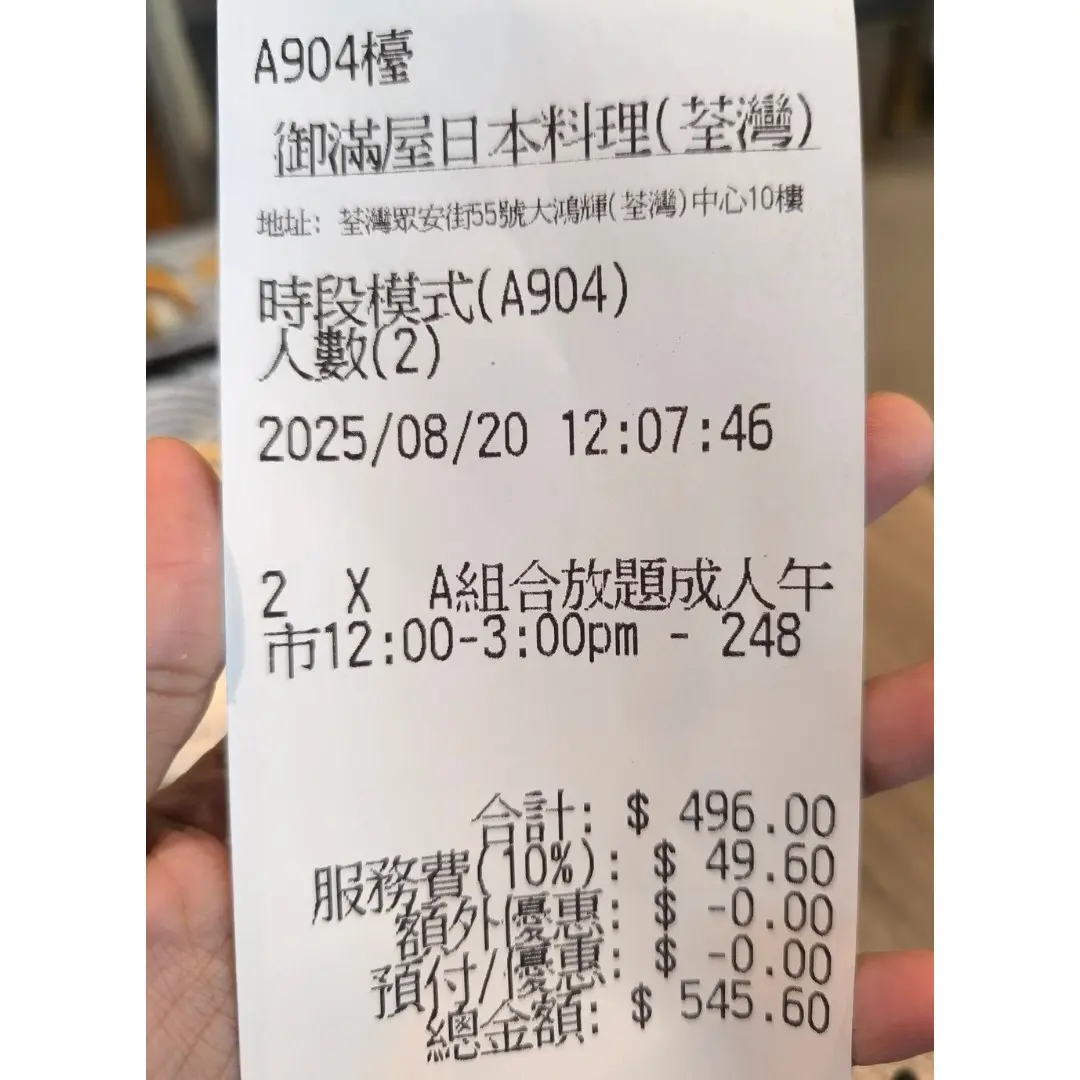 A904檯
御滿屋日本料理(荃灣)
地址: 荃灣眾安街55號大鴻輝(荃灣)中心10樓
時段模式(A904)
人數(2)
2025/08/20 12:07:46
2 X A組合放題成人午
市12:00-3:00pm - 248
合計: $ 496.00
服務費(10%): $ 49.60
額外優惠: $ -0.00
預付/優惠: $ -0.00
總金額: $ 545.60